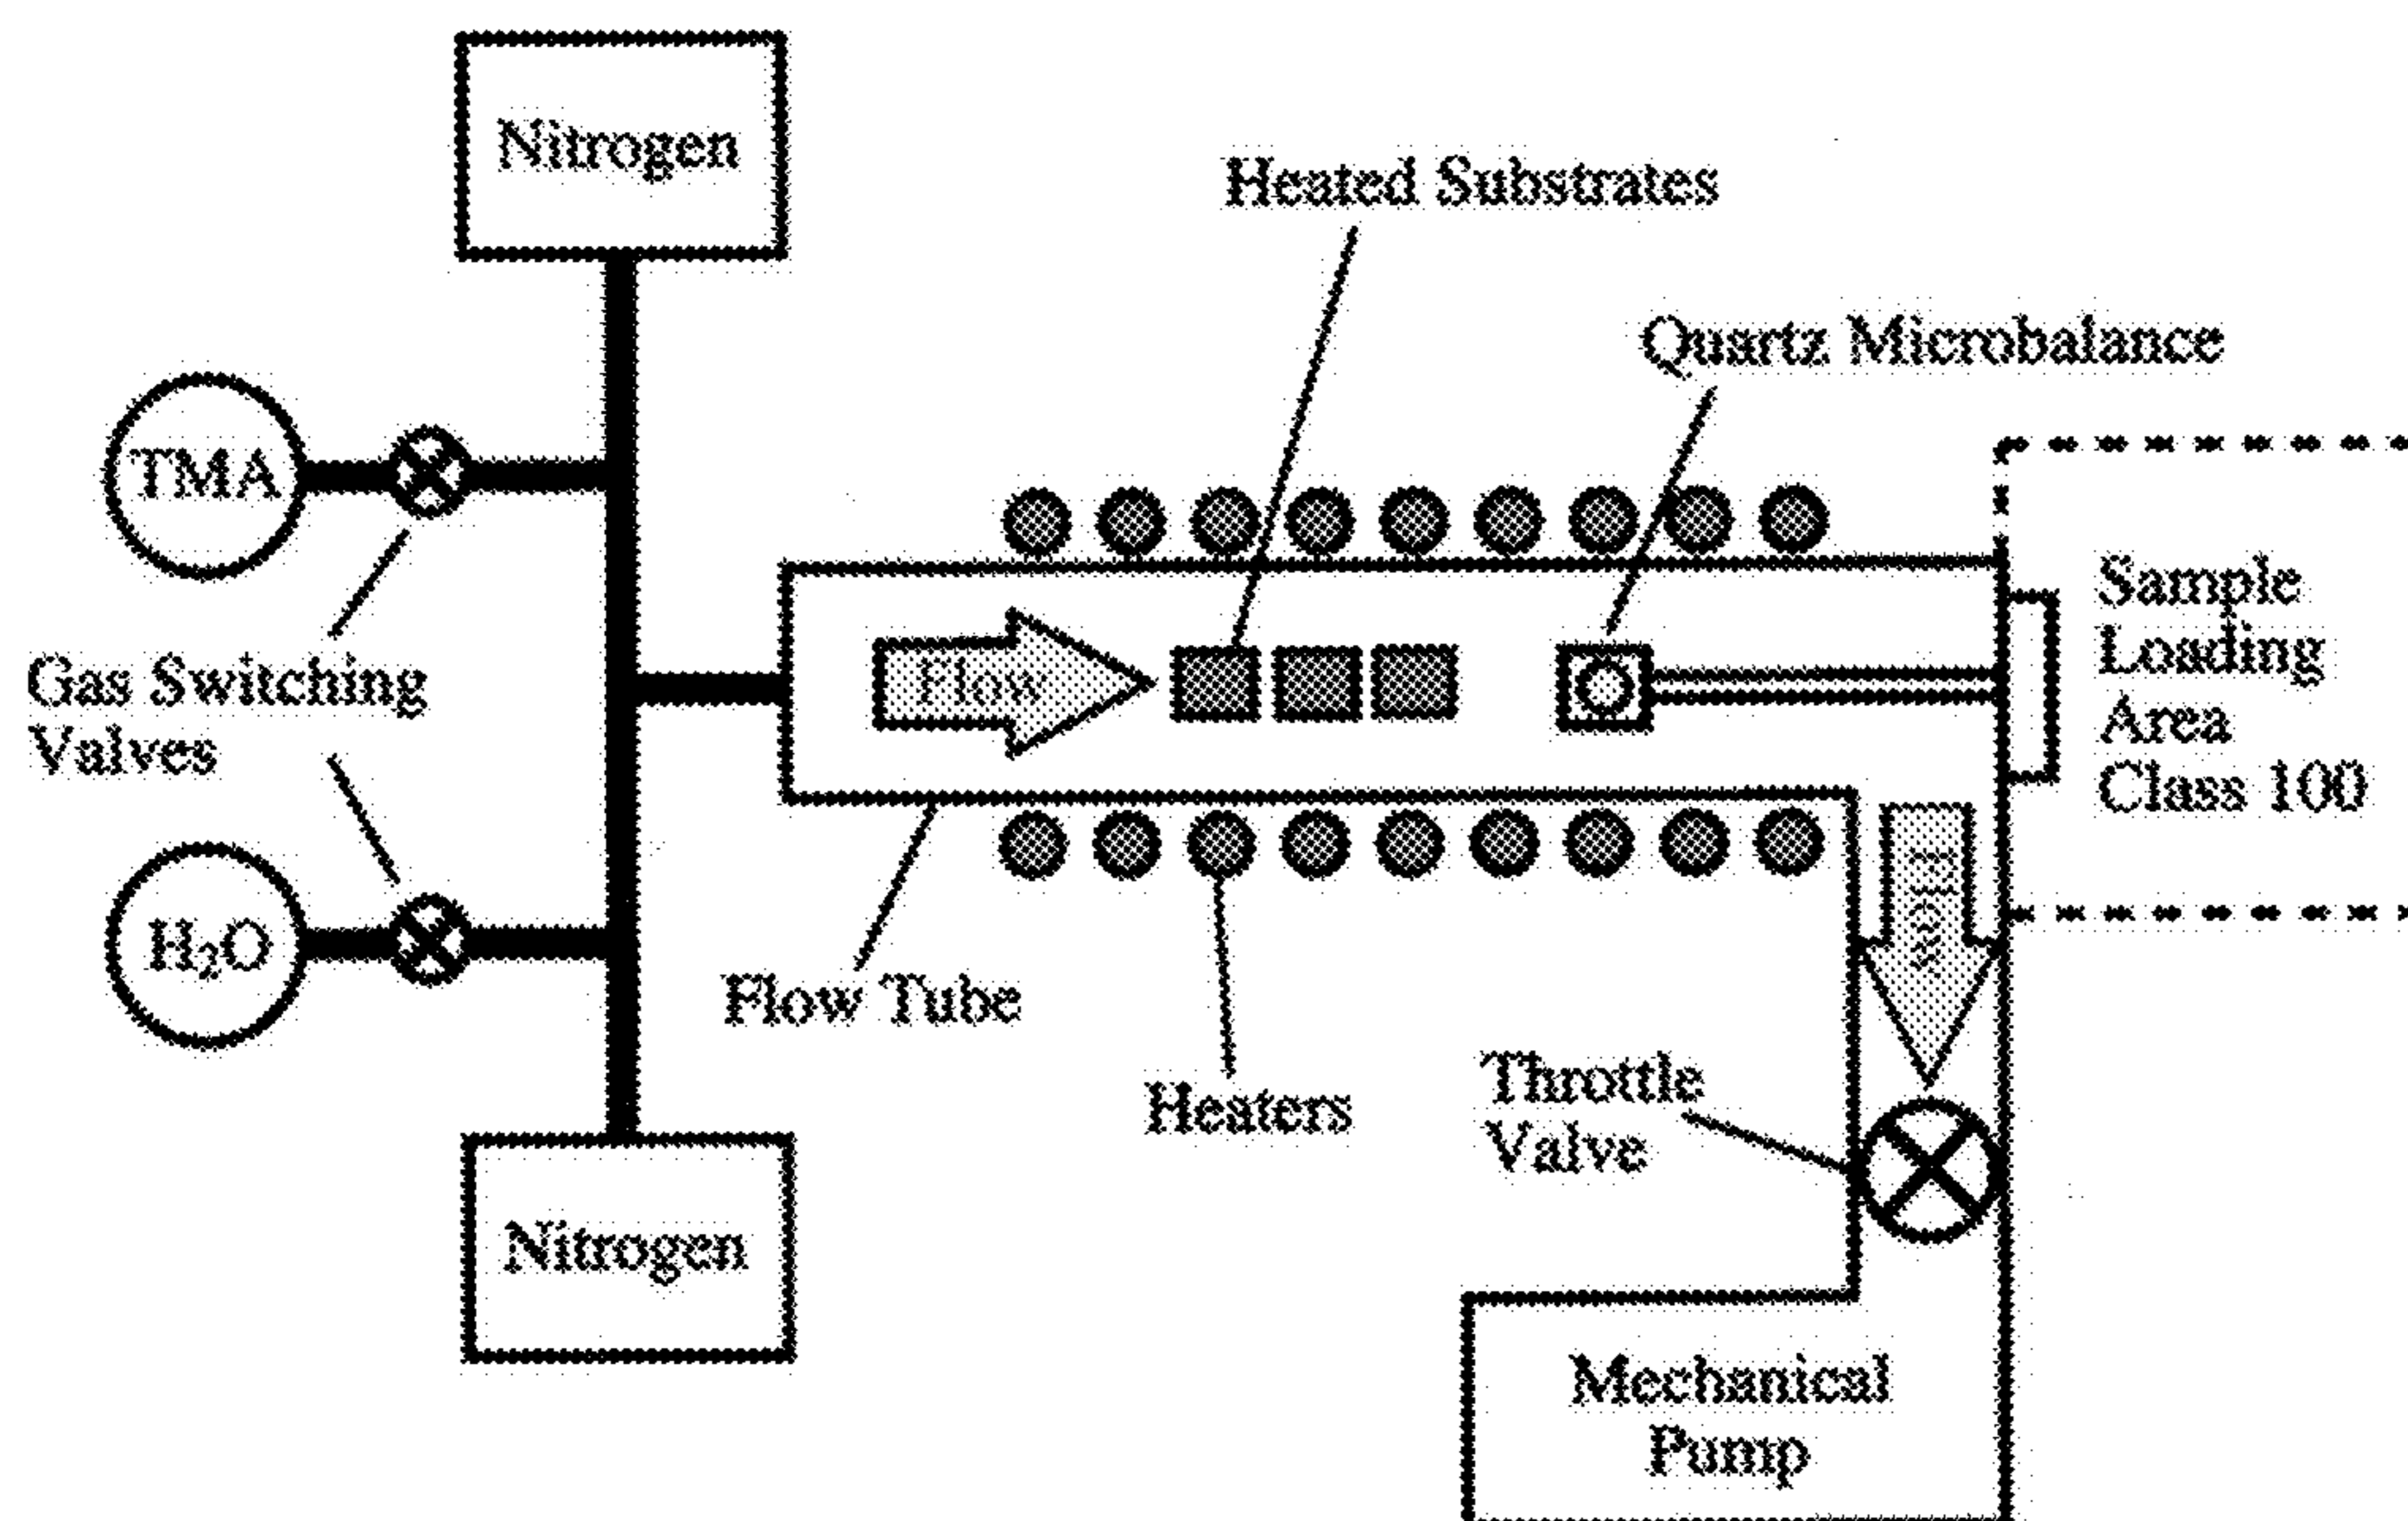 Nitrogen
Heated Substrates
Quartz Microbalance
TMA
Gas Switching
Valves
Flow
Sample
Loading
Area
Class 100
H₂O
Flow
Flow Tube
Heaters
Throttle
Valve
Nitrogen
Mechanical
Pump